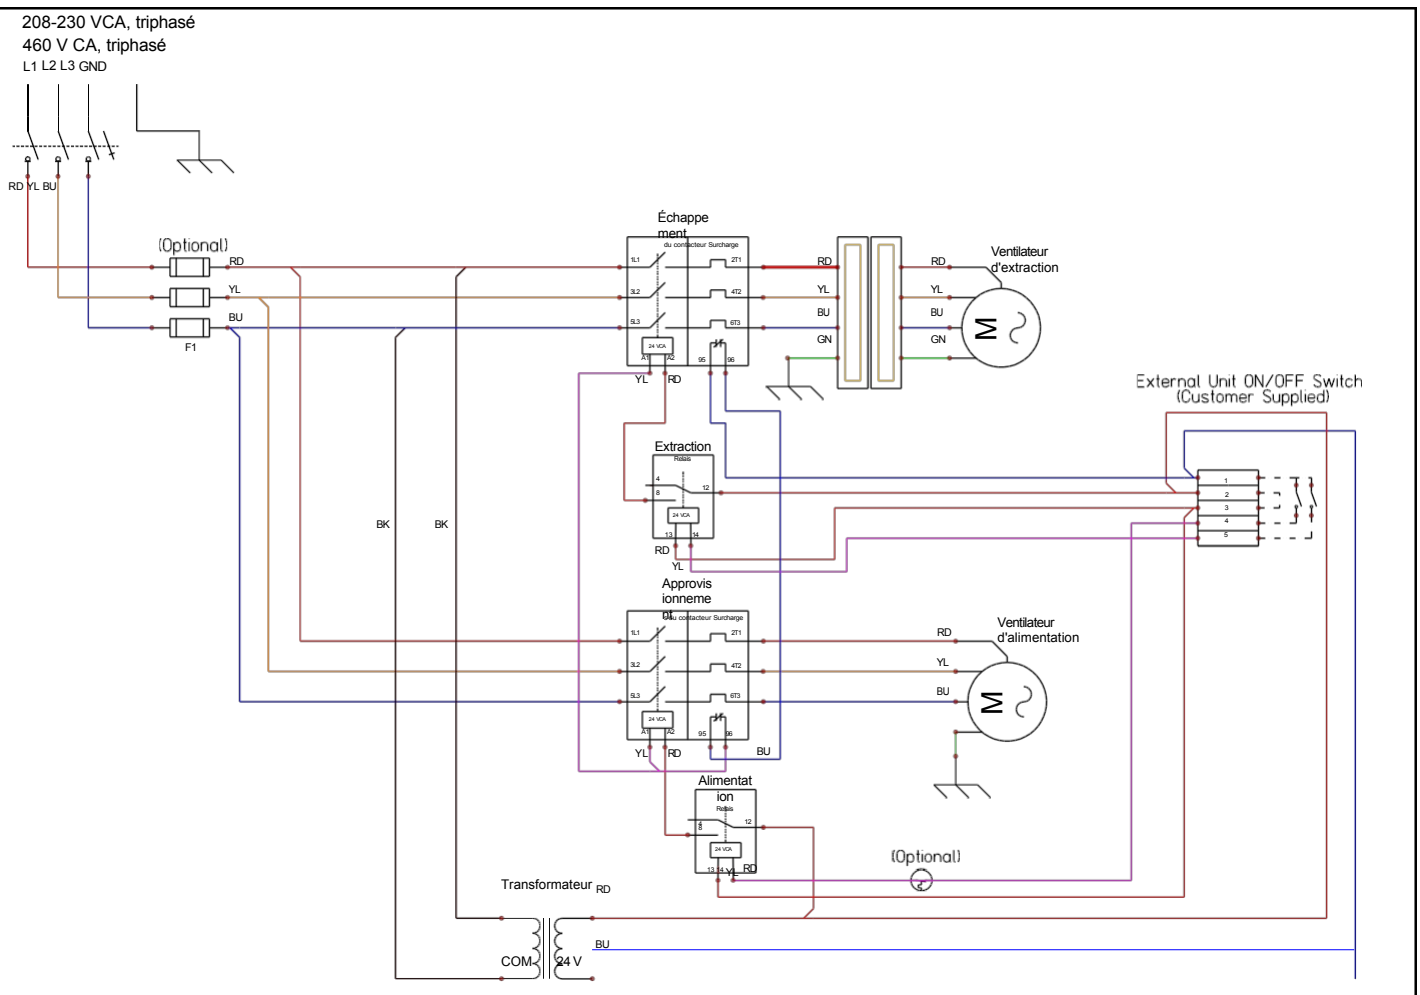 208-230 VCA, triphasé
460 V CA, triphasé
L1 L2 L3 GND
RD YL BU
(Optional)
RD
YL
BU
F1
Échappe
ment
du contacteur Surcharge
1L1
2T1
3L2
4T2
5L3
6T3
24 VCA
A1
A2
95
96
YL
RD
RD
YL
BU
GN
RD
YL
BU
GN
Ventilateur
d'extraction
M
External Unit ON/OFF Switch
(Customer Supplied)
1
2
3
4
5
Extraction
Relais
4
8
12
24 VCA
13
14
RD
YL
BK
BK
Approvis
ionneme
nt
du contacteur Surcharge
1L1
2T1
3L2
4T2
5L3
6T3
24 VCA
A1
A2
95
96
YL
RD
BU
RD
YL
BU
Ventilateur
d'alimentation
M
Alimentat
ion
Relais
4
8
12
24 VCA
13 14
YL
RD
(Optional)
Transformateur
RD
COM
24 V
BU